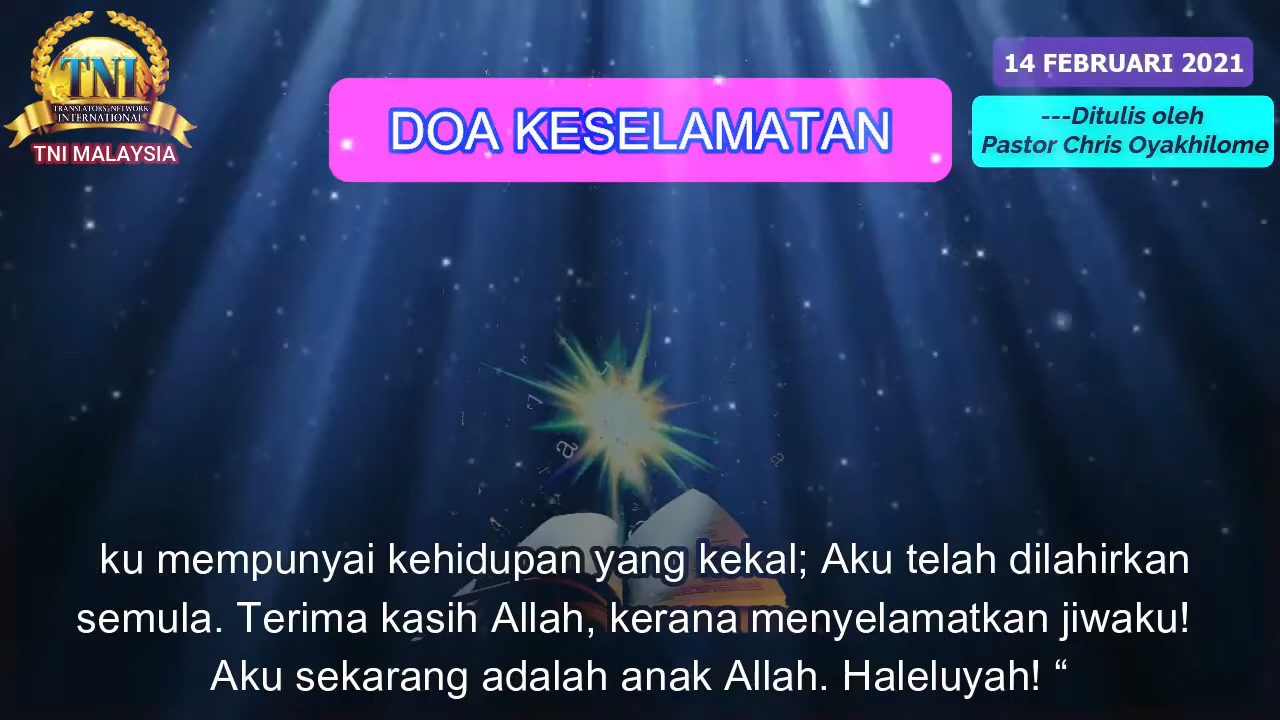 TNI
TRANSLATORS' NETWORK
INTERNATIONAL
TNI MALAYSIA
DOA KESELAMATAN
14 FEBRUARI 2021
---Ditulis oleh
Pastor Chris Oyakhilome
ku mempunyai kehidupan yang kekal; Aku telah dilahirkan
semula. Terima kasih Allah, kerana menyelamatkan jiwaku!
Aku sekarang adalah anak Allah. Haleluyah! “